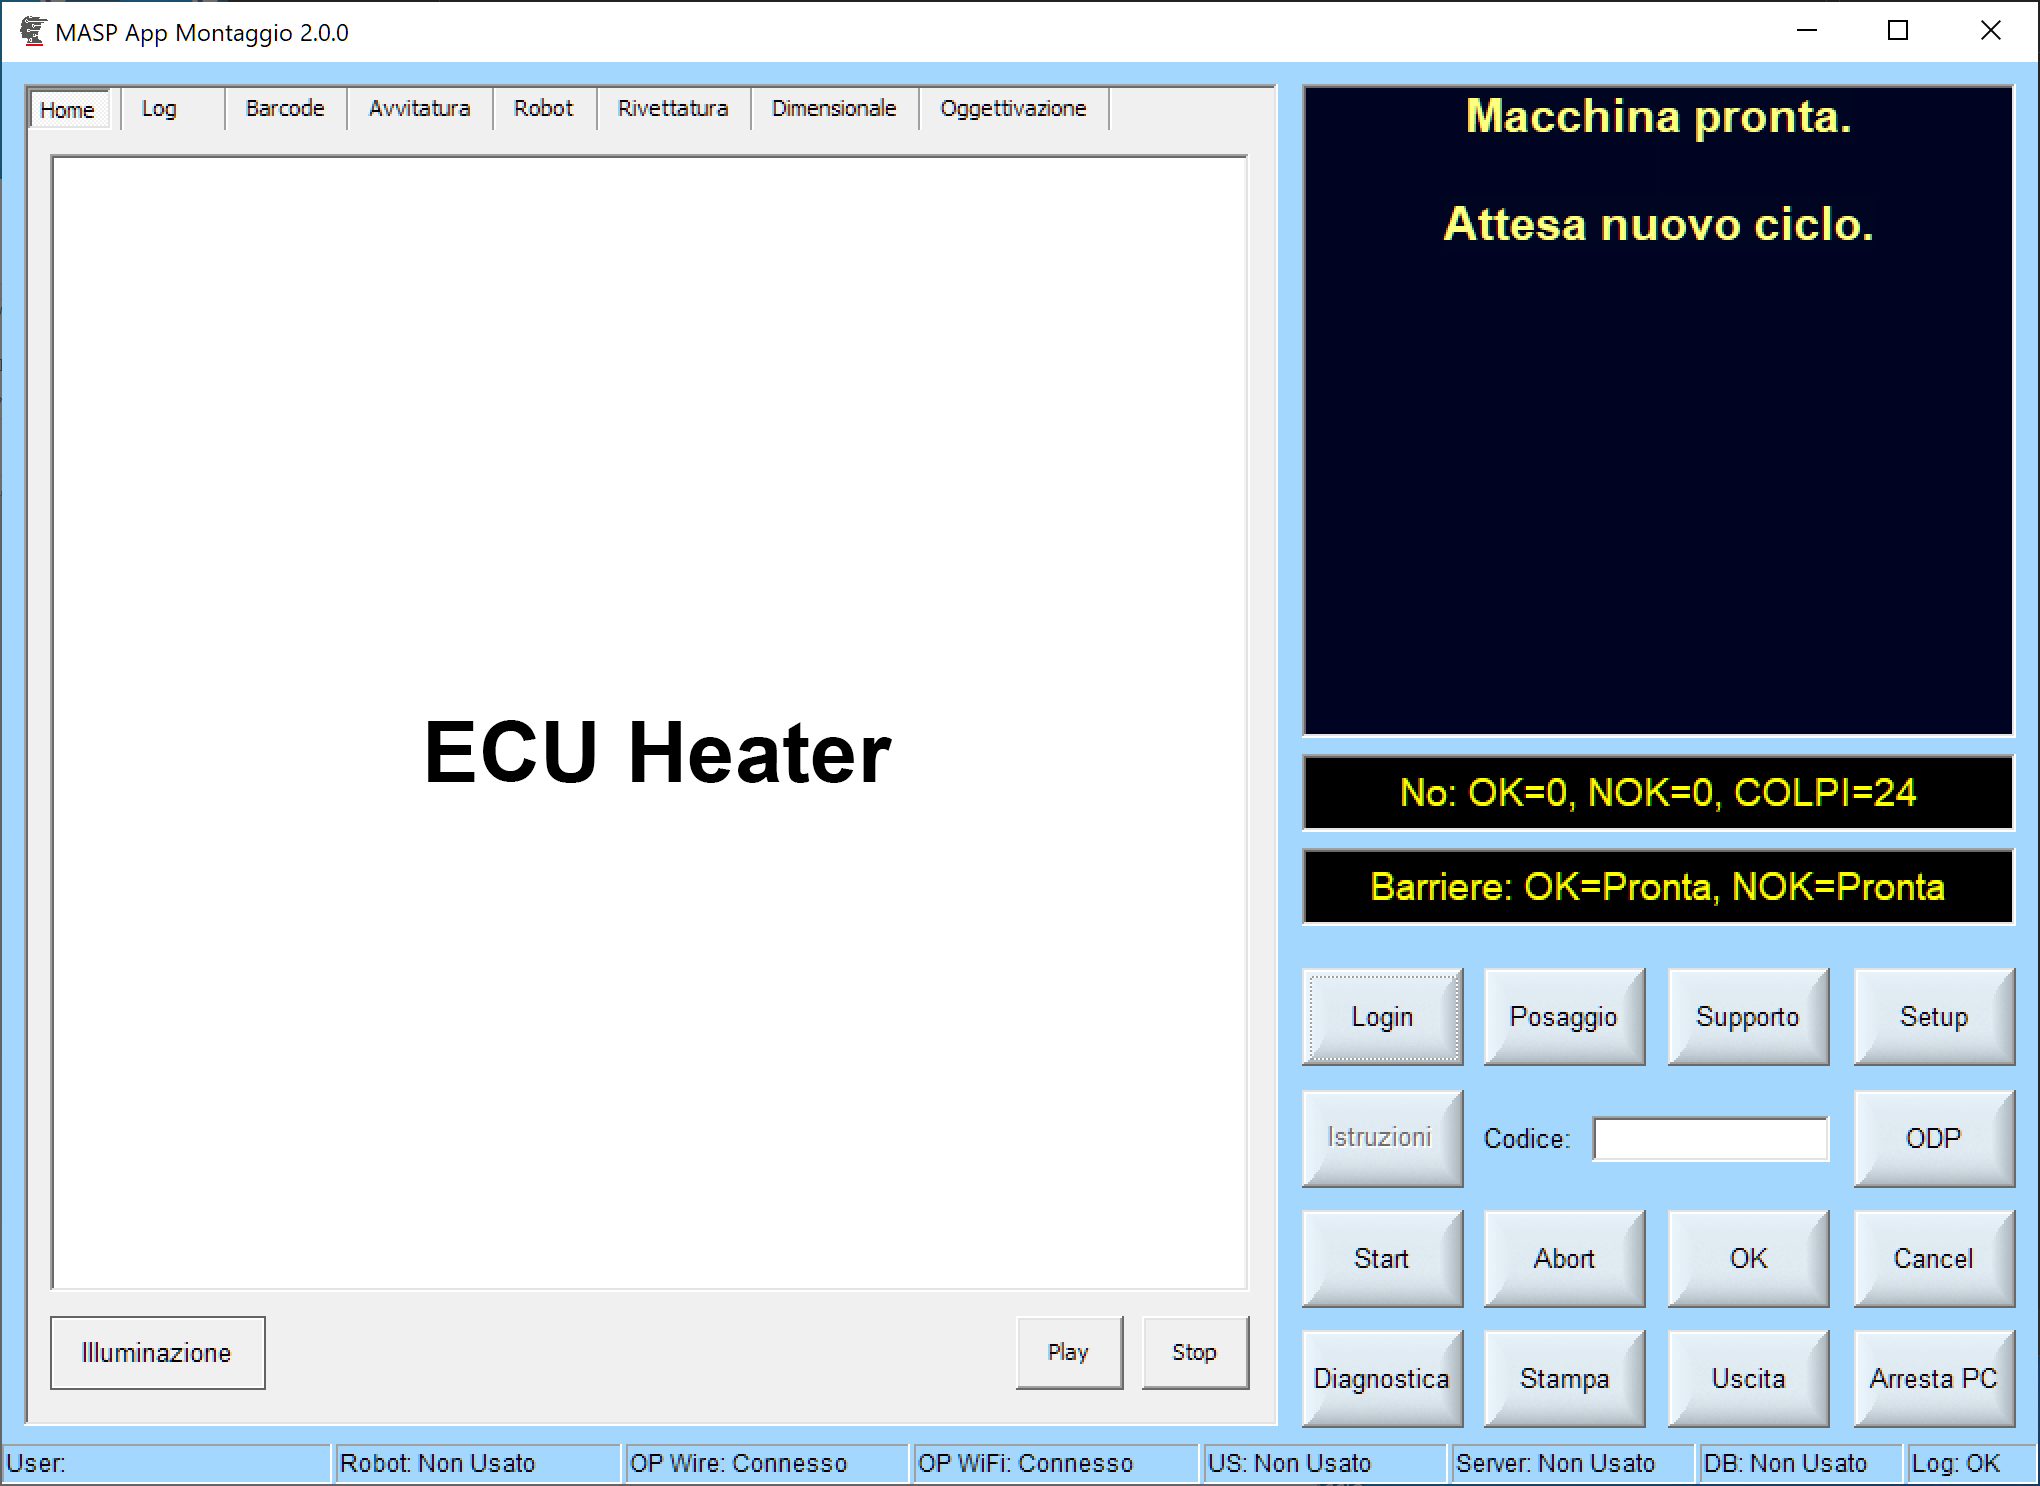 MASP App Montaggio 2.0.0
Home
Log
Barcode
Avvitatura
Robot
Rivettatura
Dimensionale
Oggettivazione
ECU Heater
Illuminazione
Play
Stop
Macchina pronta.
Attesa nuovo ciclo.
No: OK=0, NOK=0, COLPI=24
Barriere: OK=Pronta, NOK=Pronta
Login
Posaggio
Supporto
Setup
Istruzioni
Codice:
ODP
Start
Abort
OK
Cancel
Diagnostica
Stampa
Uscita
Arresta PC
User:
Robot: Non Usato
OP Wire: Connesso
OP WiFi: Connesso
US: Non Usato
Server: Non Usato
DB: Non Usato
Log: OK